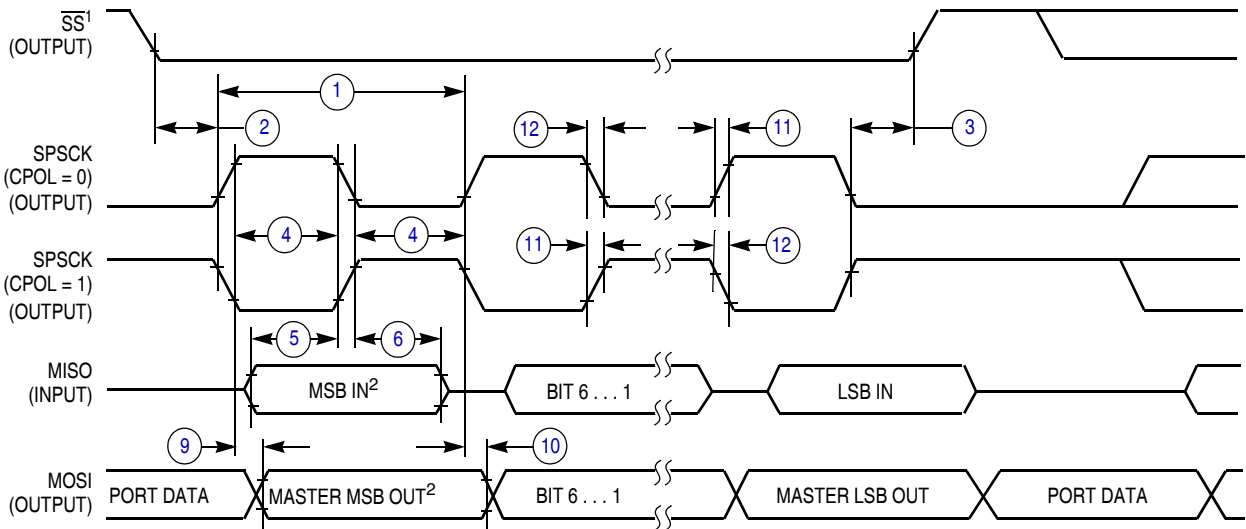 SS¹
(OUTPUT)
1
2
12
11
3
SPSCK
(CPOL = 0)
(OUTPUT)
4
4
SPSCK
(CPOL = 1)
(OUTPUT)
11
12
5
6
MISO
(INPUT)
MSB IN²
BIT 6 . . . 1
LSB IN
9
10
MOSI
(OUTPUT)
PORT DATA
MASTER MSB OUT²
BIT 6 . . . 1
MASTER LSB OUT
PORT DATA